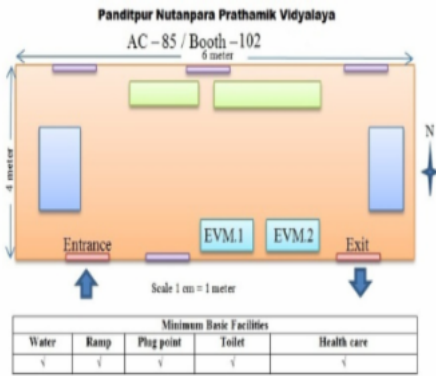 Panditpur Nutanpara Prathamik Vidyalaya
AC – 85 / Booth –102
6 meter
4 meter
N
EVM.1 EVM.2
Entrance Exit
Scale 1 cm = 1 meter
Minimum Basic Facilities
Water Ramp Plug point Toilet Health care
√ √ √ √ √